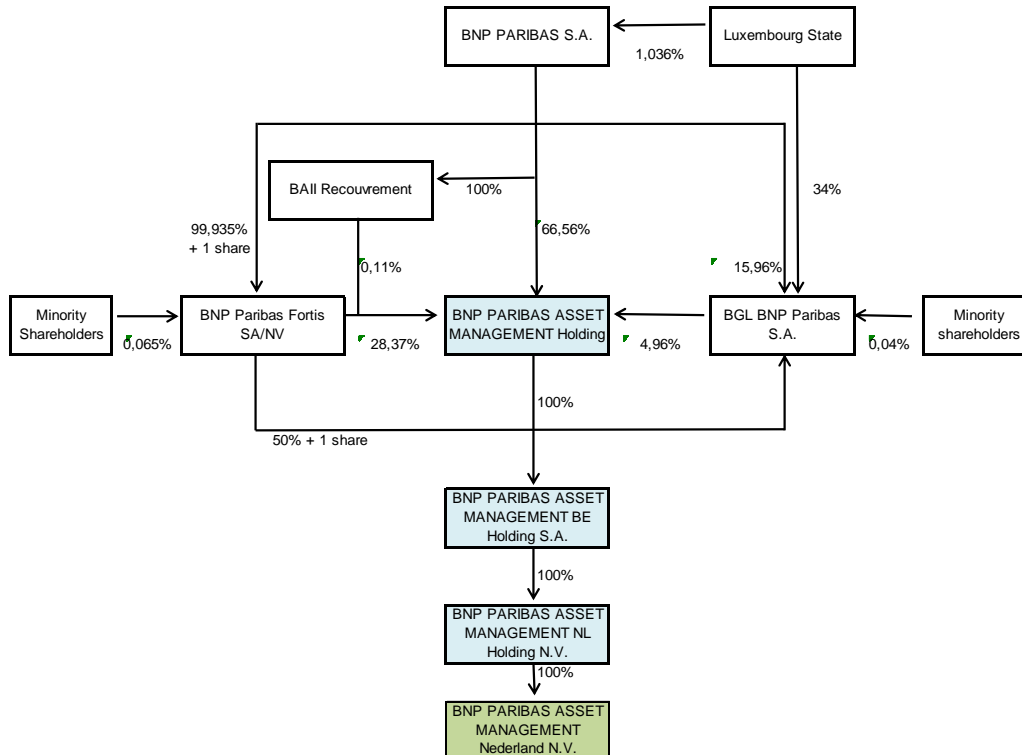 BNP PARIBAS S.A.
Luxembourg State
1,036%
BAII Recouvrement
100%
34%
99,935%
+ 1 share
66,56%
0,11%
15,96%
Minority
Shareholders
BNP Paribas Fortis
SA/NV
BNP PARIBAS ASSET
MANAGEMENT Holding
BGL BNP Paribas
S.A.
Minority
shareholders
0,065%
28,37%
4,96%
0,04%
100%
50% + 1 share
BNP PARIBAS ASSET
MANAGEMENT BE
Holding S.A.
100%
BNP PARIBAS ASSET
MANAGEMENT NL
Holding N.V.
100%
BNP PARIBAS ASSET
MANAGEMENT
Nederland N.V.